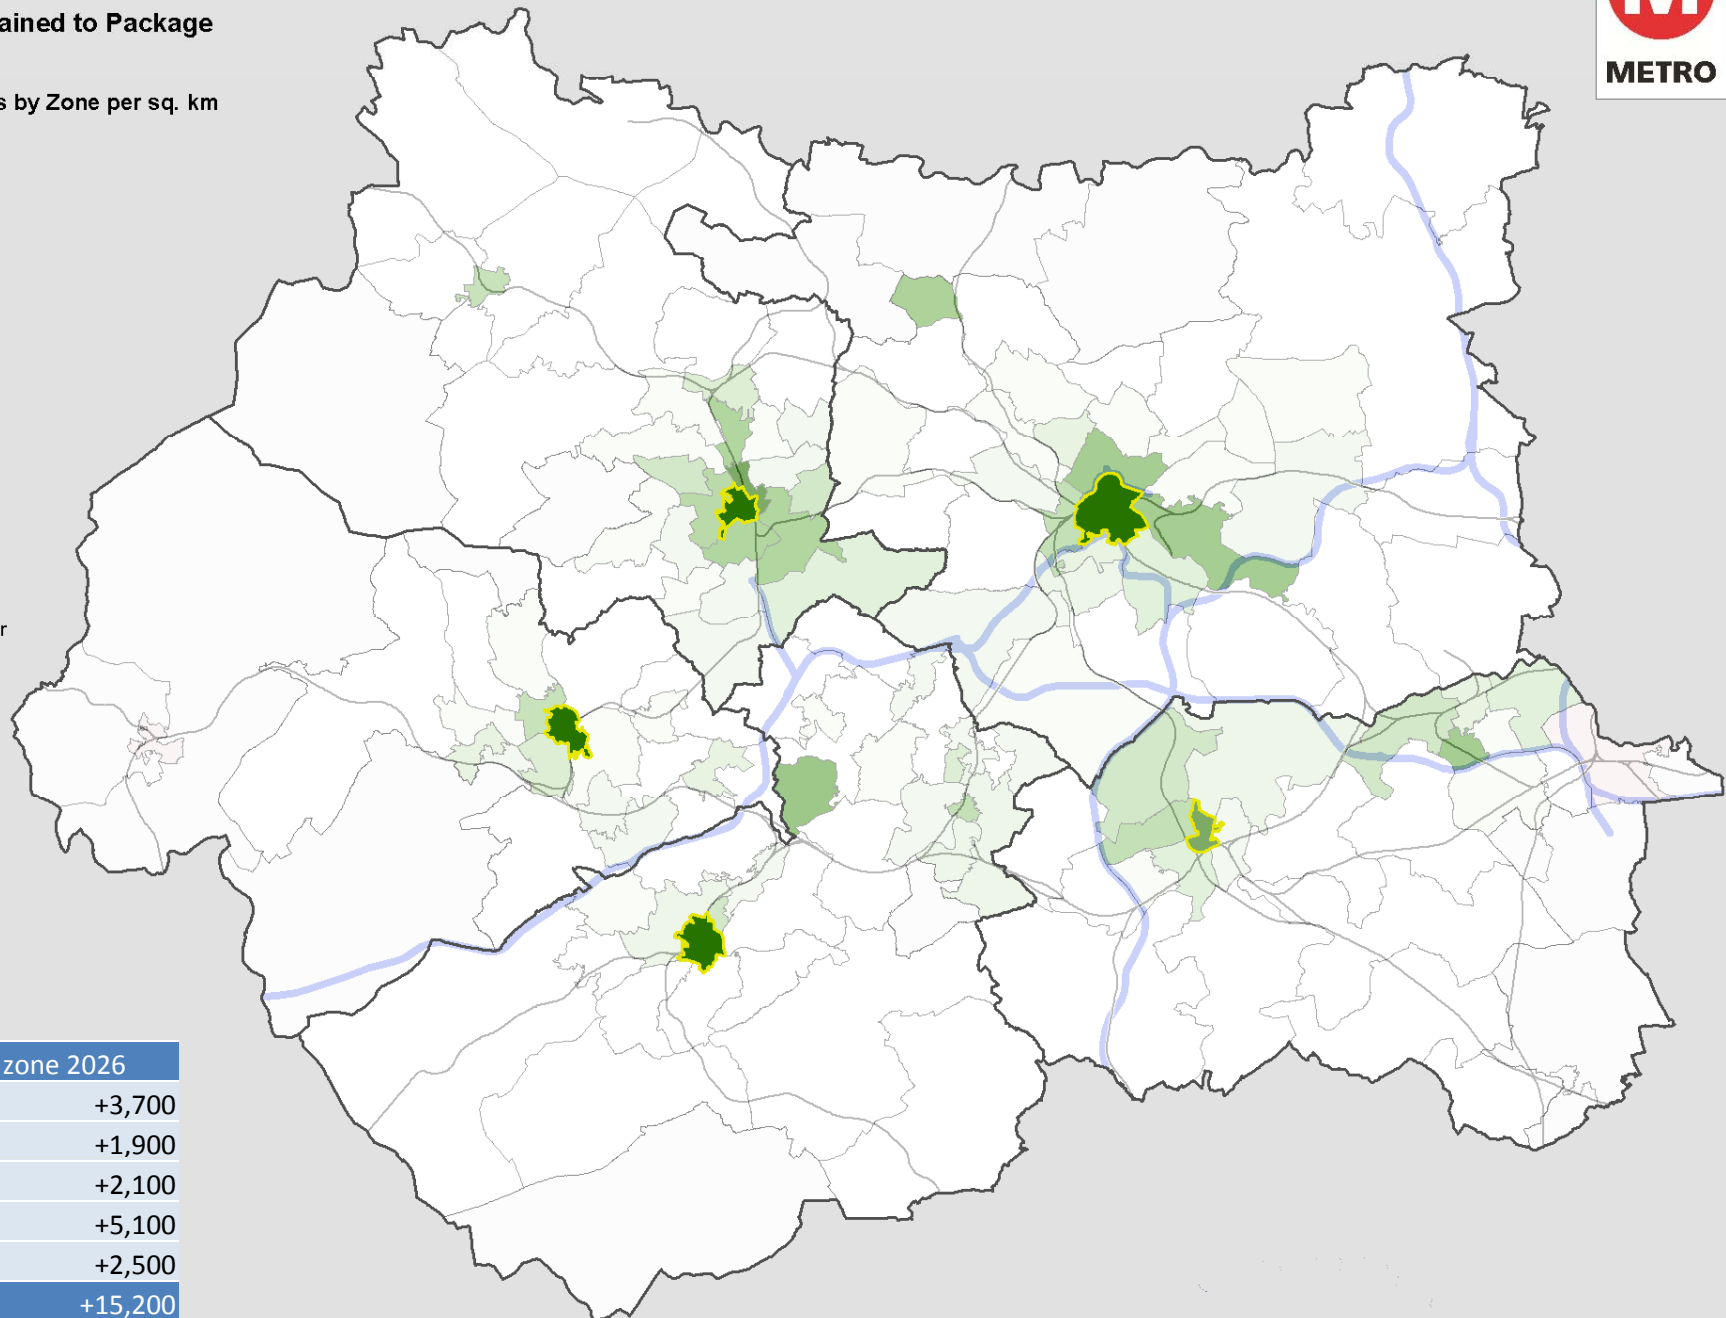 ained to Package
s by Zone per sq. km
METRO
r
zone 2026
+3,700
+1,900
+2,100
+5,100
+2,500
+15,200